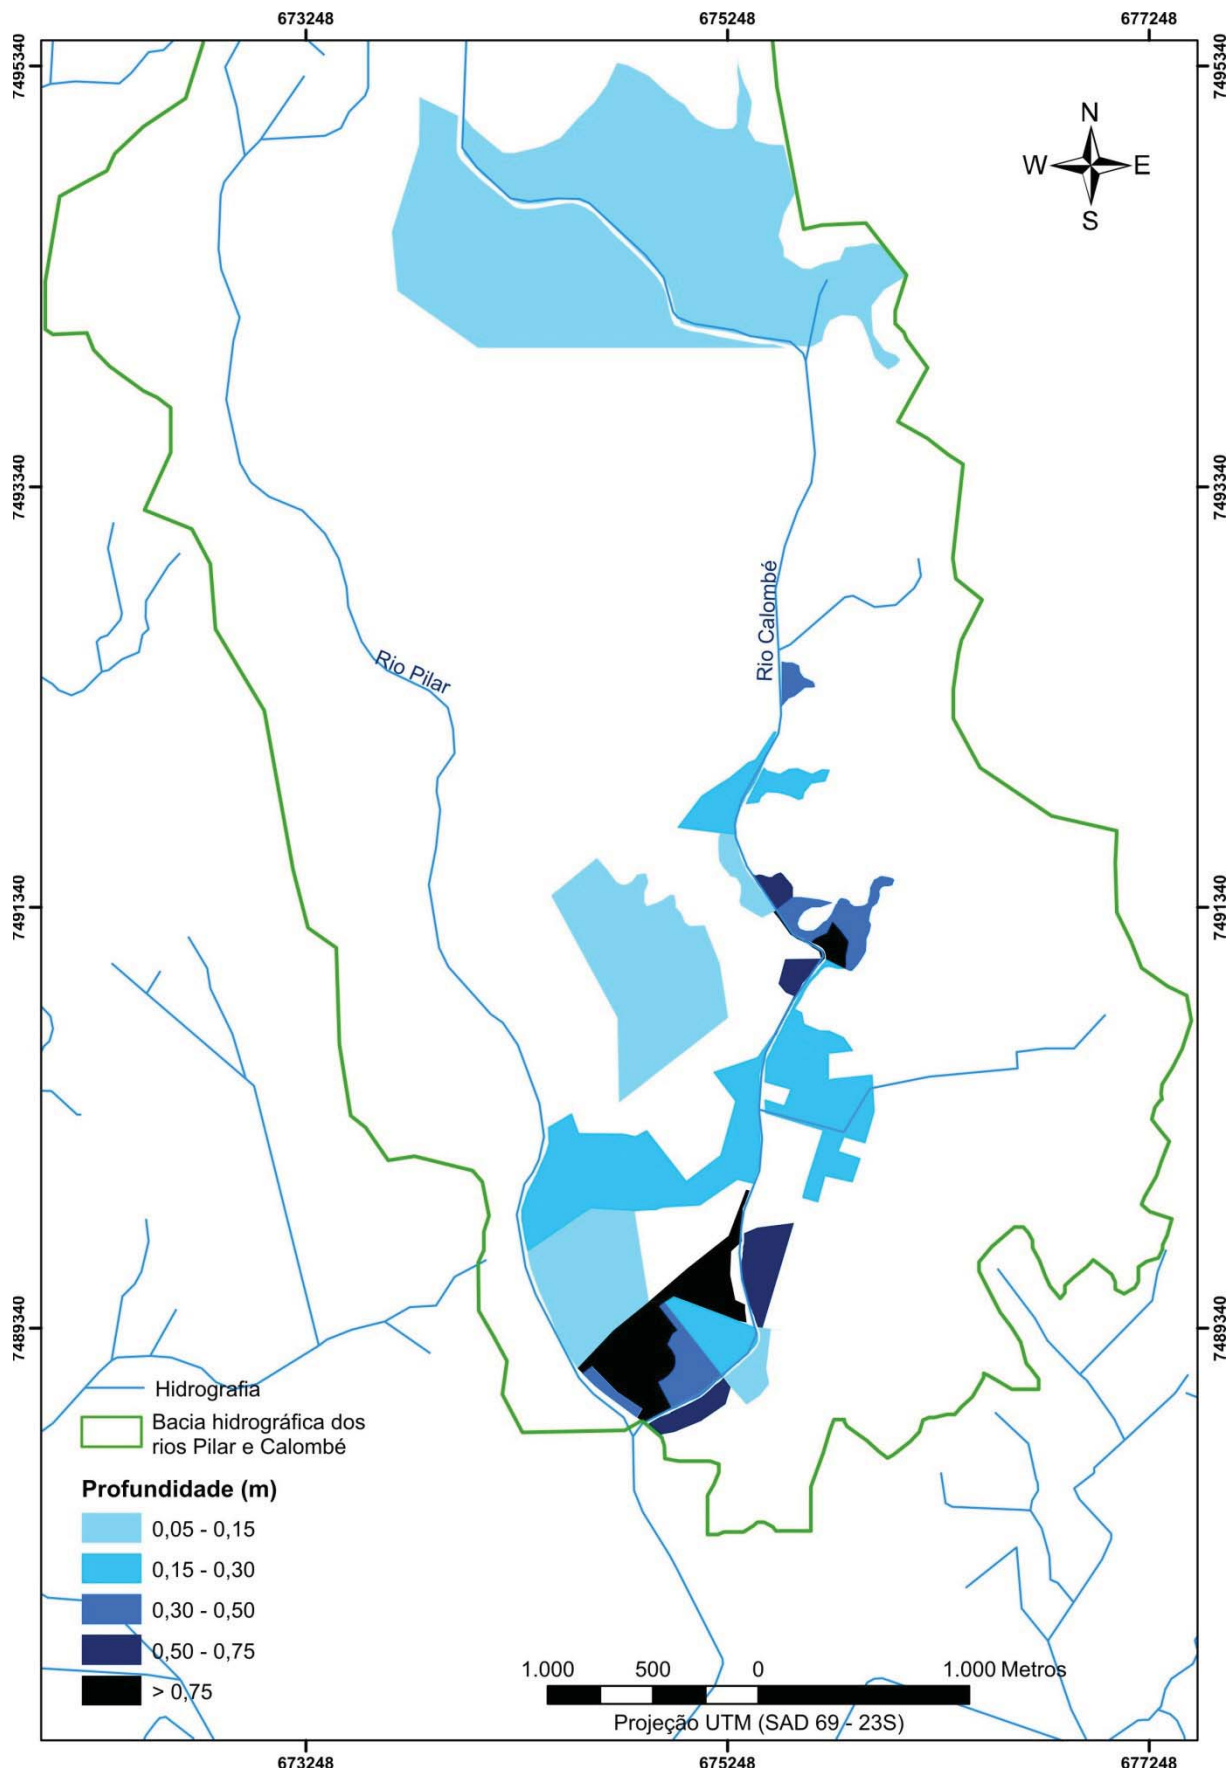 673248
675248
677248
7495340
7495340
N
W
E
S
7493340
7493340
Rio Calombé
Rio Pilar
7491340
7491340
7489340
7489340
Hidrografia
Bacia hidrográfica dos
rios Pilar e Calombé
Profundidade (m)
0,05 - 0,15
0,15 - 0,30
0,30 - 0,50
0,50 - 0,75
> 0,75
1.000 500 0 1.000 Metros
Projeção UTM (SAD 69 - 23S)
673248
675248
677248